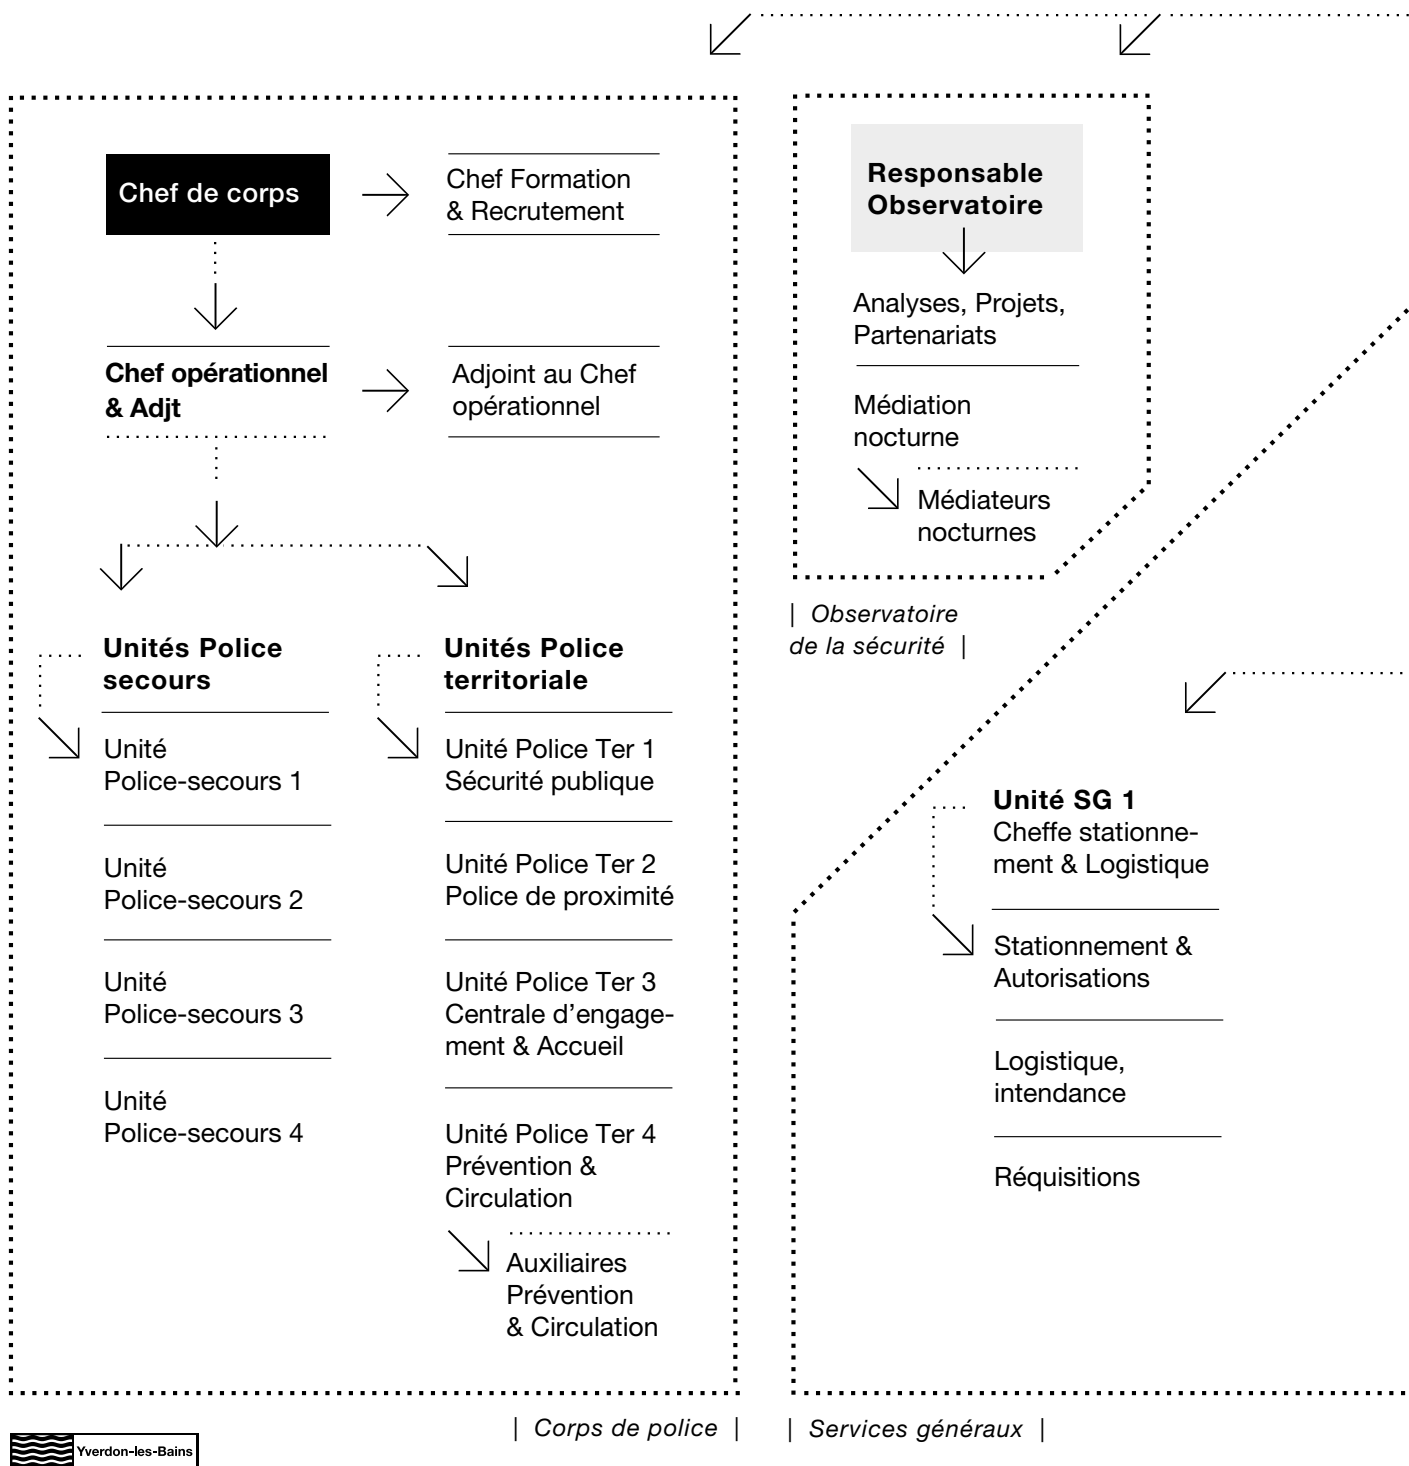 Chef de corps
Chef Formation
& Recrutement
Chef opérationnel
& Adjt
Adjoint au Chef
opérationnel
Unités Police
secours
Unité
Police-secours 1
Unité
Police-secours 2
Unité
Police-secours 3
Unité
Police-secours 4
Unités Police
territoriale
Unité Police Ter 1
Sécurité publique
Unité Police Ter 2
Police de proximité
Unité Police Ter 3
Centrale d’engage-
ment & Accueil
Unité Police Ter 4
Prévention &
Circulation
Auxiliaires
Prévention
& Circulation
| Corps de police |
Responsable
Observatoire
Analyses, Projets,
Partenariats
Médiation
nocturne
Médiateurs
nocturnes
| Observatoire
de la sécurité |
Unité SG 1
Cheffe stationne-
ment & Logistique
Stationnement &
Autorisations
Logistique,
intendance
Réquisitions
| Services généraux |
Yverdon-les-Bains